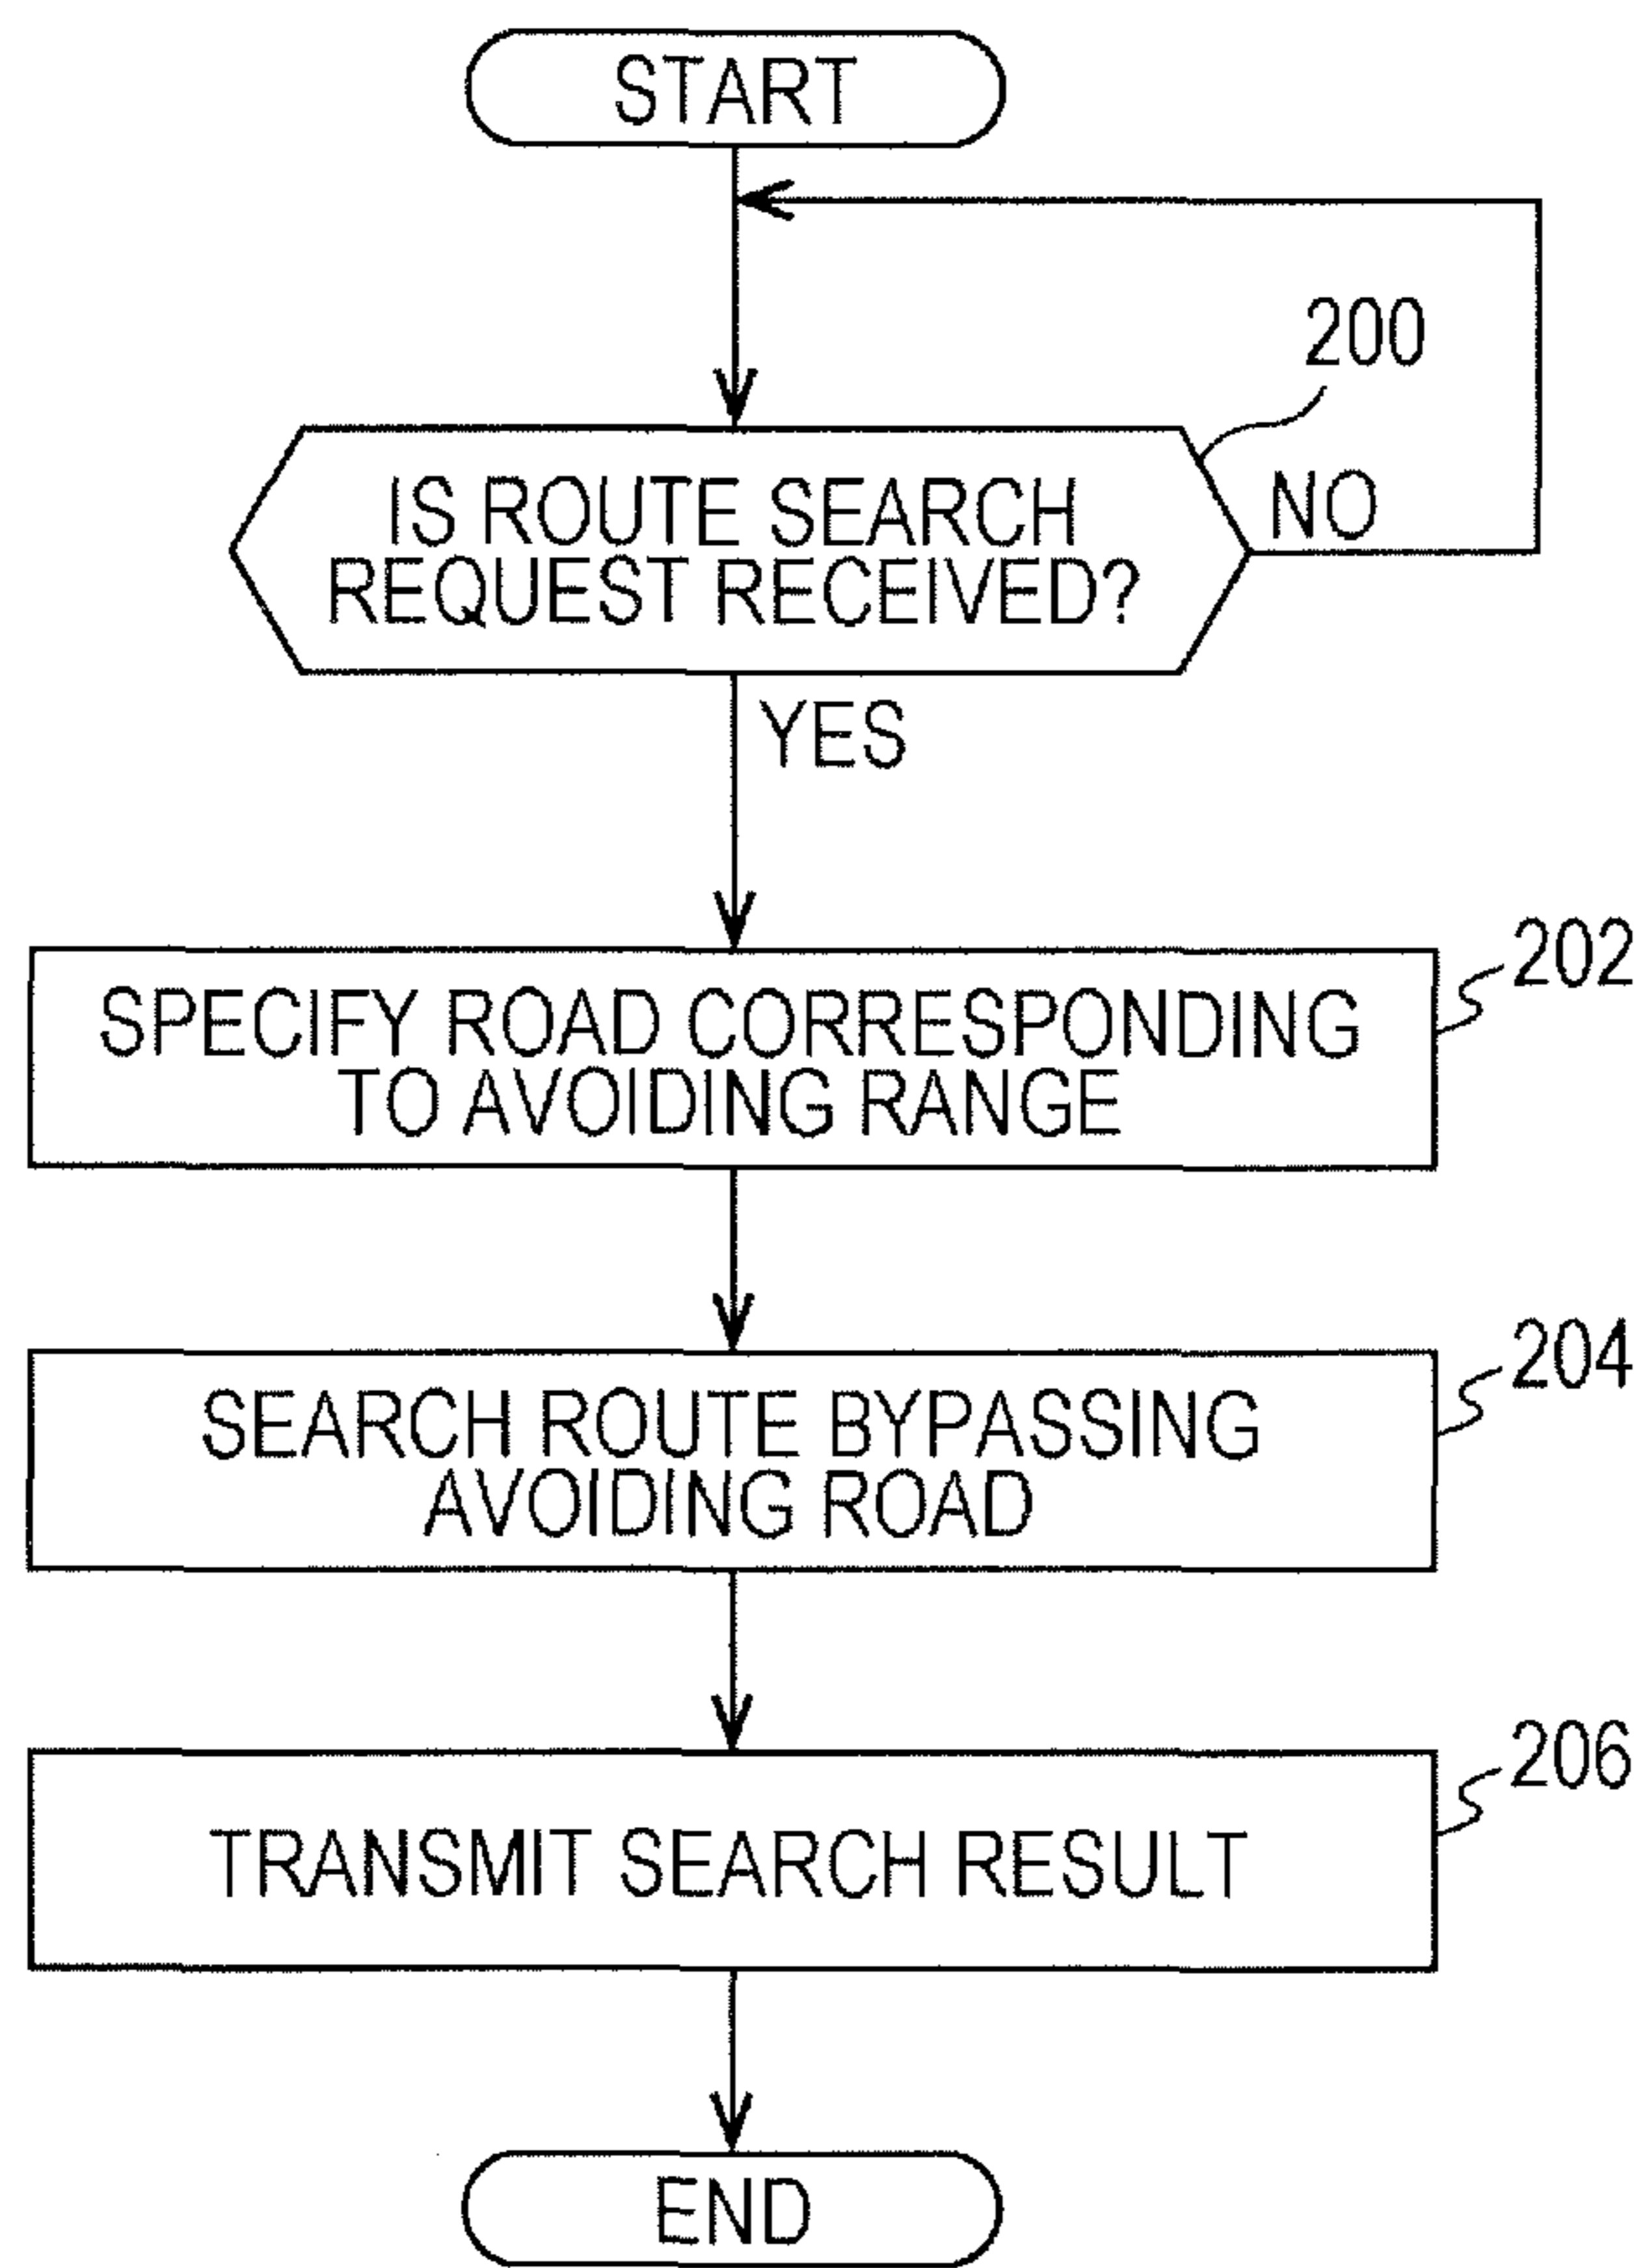 START
200
IS ROUTE SEARCH
REQUEST RECEIVED?
NO
YES
202
SPECIFY ROAD CORRESPONDING
TO AVOIDING RANGE
204
SEARCH ROUTE BYPASSING
AVOIDING ROAD
206
TRANSMIT SEARCH RESULT
END